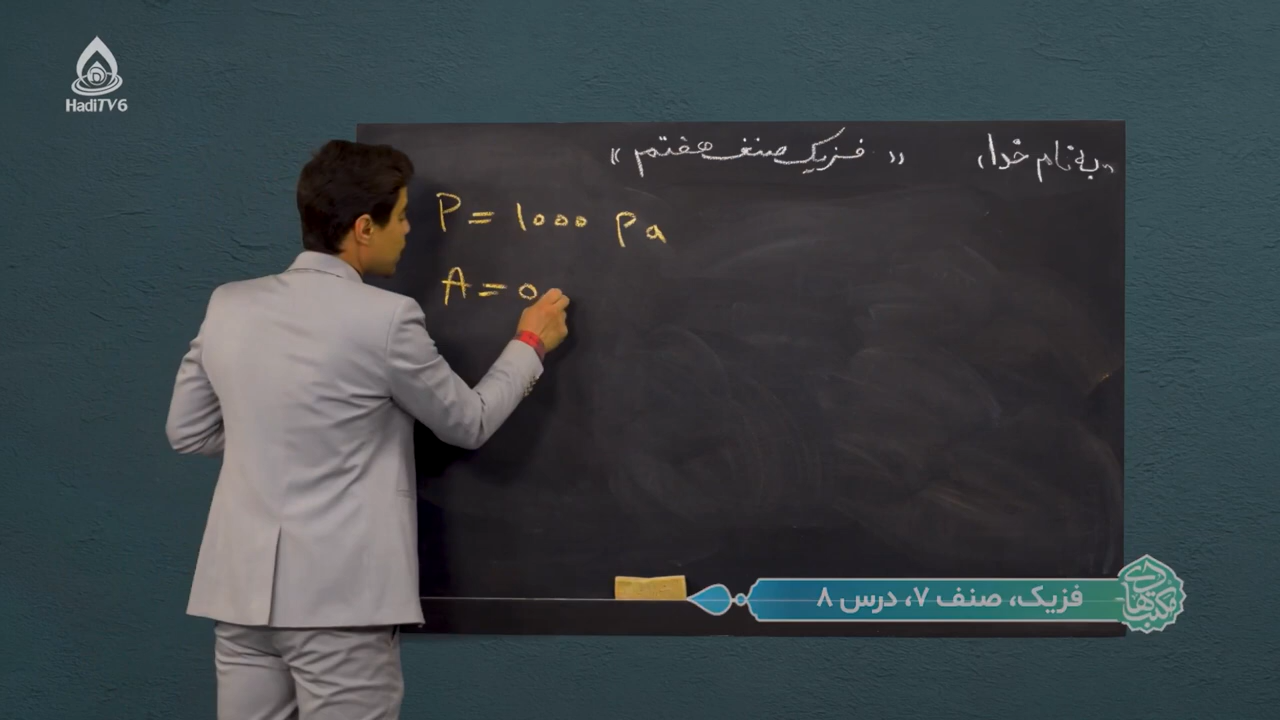 HadiTV6
به نام خدا
« فزیک صنف هفتم »
P = 1000 Pa
A = 0
فزیک، صنف ۷، درس ۸